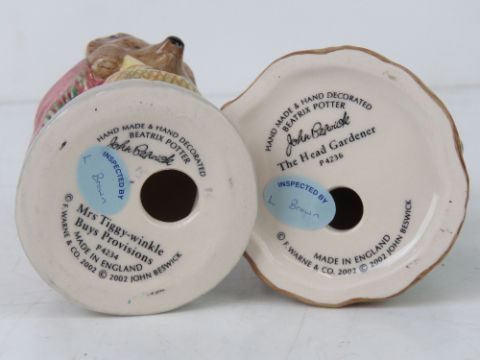 HAND MADE & HAND DECORATED
BEATRIX POTTER
John Beswick
INSPECTED BY
L Brown
Mrs Tiggy-winkle
Buys Provisions
P4234
MADE IN ENGLAND
© F. WARNE & CO. 2002 © 2002 JOHN BESWICK
HAND MADE & HAND DECORATED
BEATRIX POTTER
John Beswick
The Head Gardener
P4236
INSPECTED BY
L Brown
MADE IN ENGLAND
© F. WARNE & CO. 2002 © 2002 JOHN BESWICK